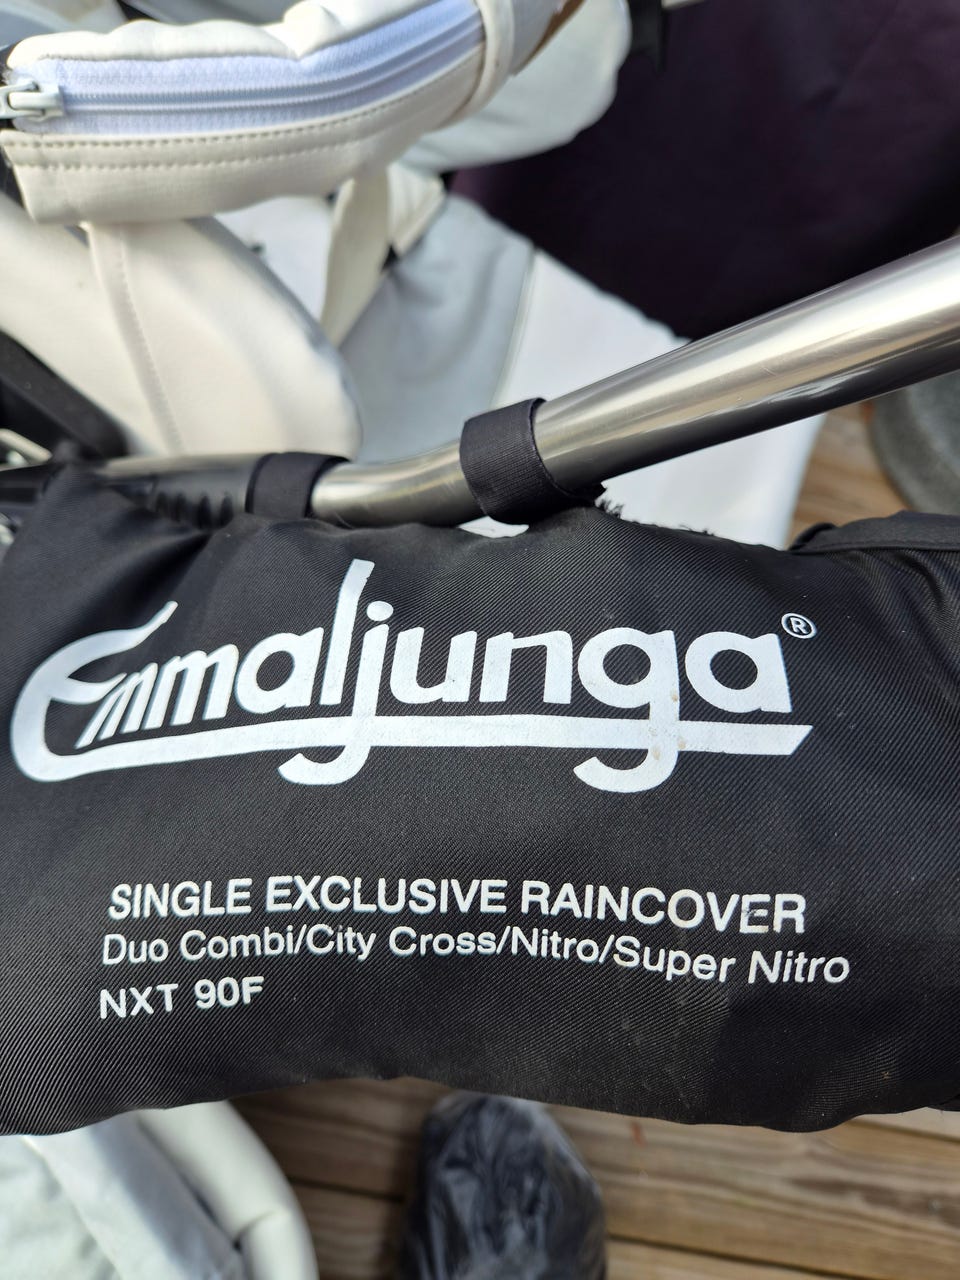 Emmaljunga®
SINGLE EXCLUSIVE RAINCOVER
Duo Combi/City Cross/Nitro/Super Nitro
NXT 90F